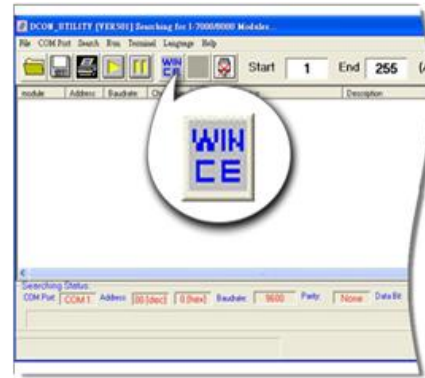 DCON_UTILITY [VER501] Searching for I-7000/8000 Modules...
File COM Port Search Run Terminal Language Help
WIN CE Start 1 End 255
module Address Baudrate Description
WIN
CE
Searching Status:
COM Port: COM 1 Address: 00 [dec] 0 [hex] Baudrate: 9600 Parity: None Data Bit: